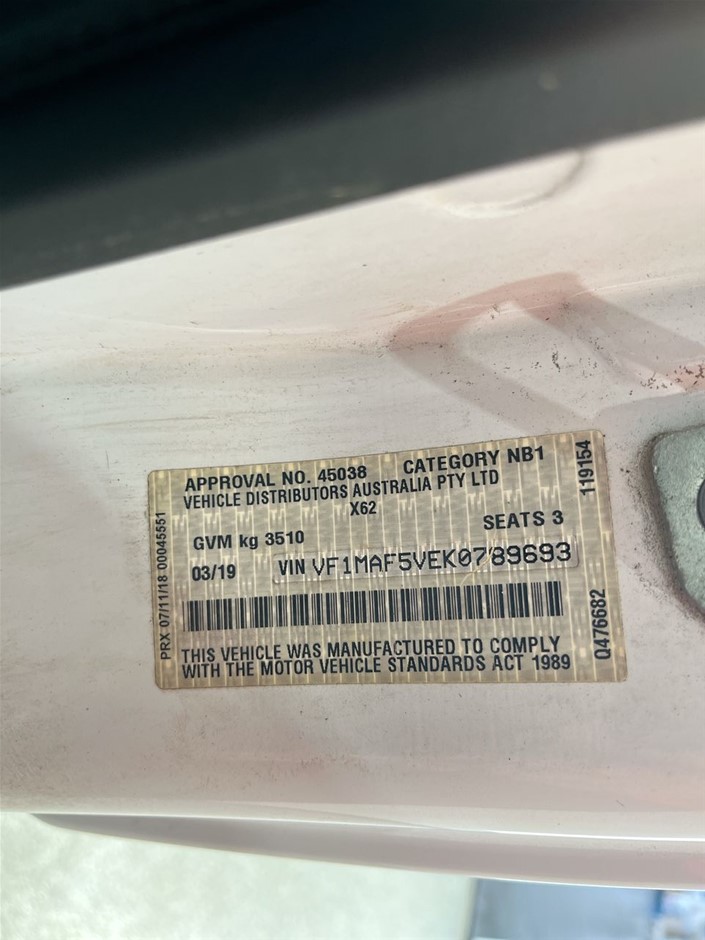 APPROVAL NO. 45038 CATEGORY NB1
VEHICLE DISTRIBUTORS AUSTRALIA PTY LTD
X62
GVM kg 3510 SEATS 3
03/19 VIN VF1MAF5VEK0789693
THIS VEHICLE WAS MANUFACTURED TO COMPLY
WITH THE MOTOR VEHICLE STANDARDS ACT 1989
PRX 07/11/18 00045551
119154
Q476682